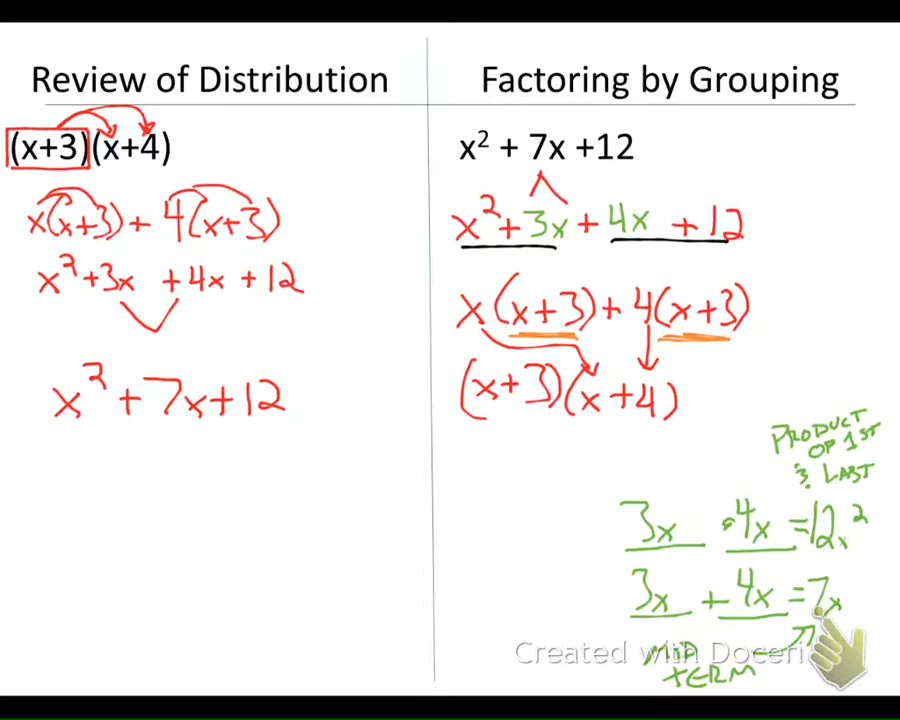 Review of Distribution
(x+3)(x+4)
x(x+3) + 4(x+3)
x² + 3x + 4x + 12
x² + 7x + 12
Factoring by Grouping
x² + 7x +12
x² + 3x + 4x + 12
x(x+3) + 4(x+3)
(x+3)(x+4)
PRODUCT
OF 1ST
& LAST
3x · 4x = 12x²
3x + 4x = 7x
MID
TERM
Created with Doceri